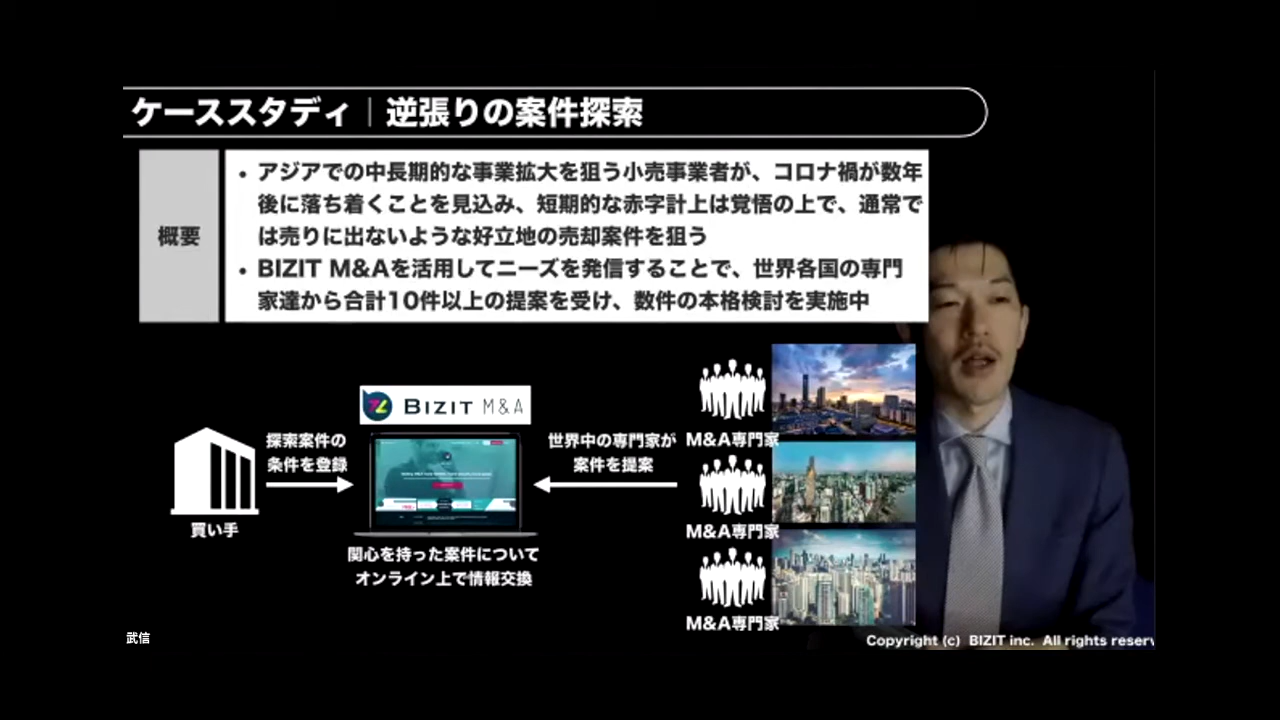 ケーススタディ｜逆張りの案件探索
概要
• アジアでの中長期的な事業拡大を狙う小売事業者が、コロナ禍が数年
後に落ち着くことを見込み、短期的な赤字計上は覚悟の上で、通常で
は売りに出ないような好立地の売却案件を狙う
• BIZIT M&Aを活用してニーズを発信することで、世界各国の専門
家達から合計10件以上の提案を受け、数件の本格検討を実施中
BIZIT M&A
探索案件の
条件を登録
世界中の専門家が
案件を提案
買い手
関心を持った案件について
オンライン上で情報交換
M&A専門家
M&A専門家
M&A専門家
武信
Copyright (c) BIZIT inc. All rights reserv